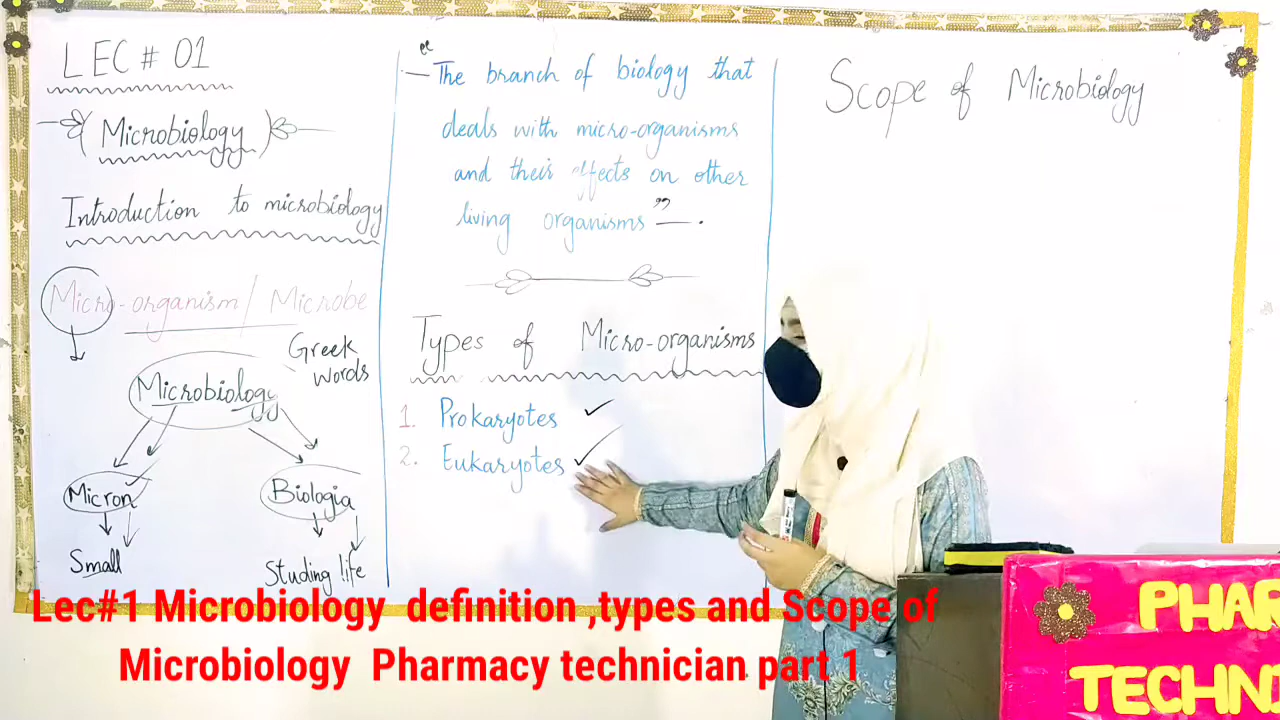 LEC # 01
Microbiology
Introduction to microbiology
Micro-organism / Microbe
Greek
words
Microbiology
Micron
Biologia
Small
Studing life
“The branch of biology that
deals with micro-organisms
and their effects on other
living organisms”.
Types of Micro-organisms
1. Prokaryotes
2. Eukaryotes
Scope of Microbiology
PHAR
TECHNI
Lec#1 Microbiology definition ,types and Scope of
Microbiology Pharmacy technician part 1